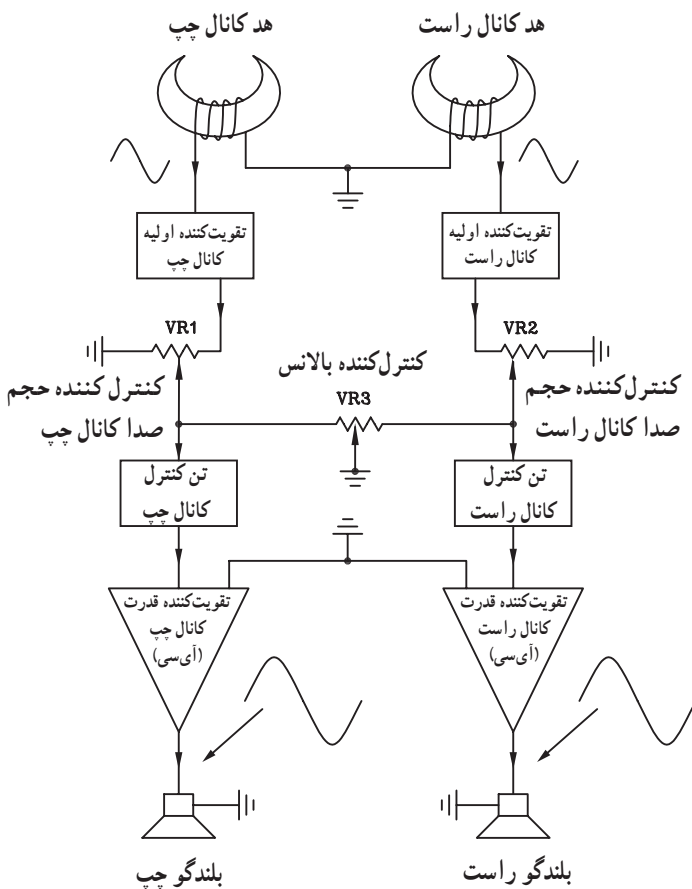 هد کانال راست
هد کانال چپ
تقویت‌کننده اولیه
کانال راست
تقویت‌کننده اولیه
کانال چپ
VR2
VR1
کنترل‌کننده حجم
صدا کانال راست
کنترل‌کننده بالانس
VR3
کنترل کننده حجم
صدا کانال چپ
تن کنترل
کانال راست
تن کنترل
کانال چپ
تقویت‌کننده قدرت
کانال راست
(آی‌سی)
تقویت‌کننده قدرت
کانال چپ
(آی‌سی)
بلندگو راست
بلندگو چپ